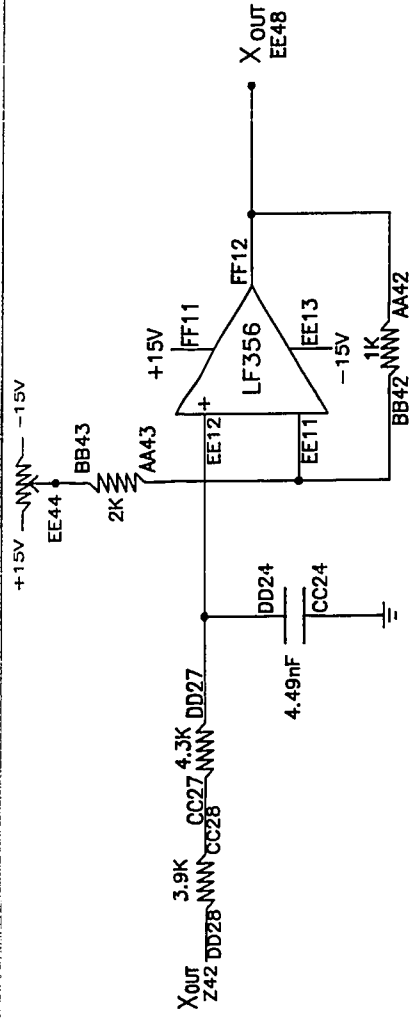 +15V
-15V
EE44
BB43
2K
AA43
+15V
FF11
X OUT
EE48
FF12
LF356
+
EE12
EE11
EE13
-15V
1K
BB42
AA42
XOUT
Z42
DD28
3.9K
CC28
CC27
4.3K
DD27
DD24
CC24
4.49nF